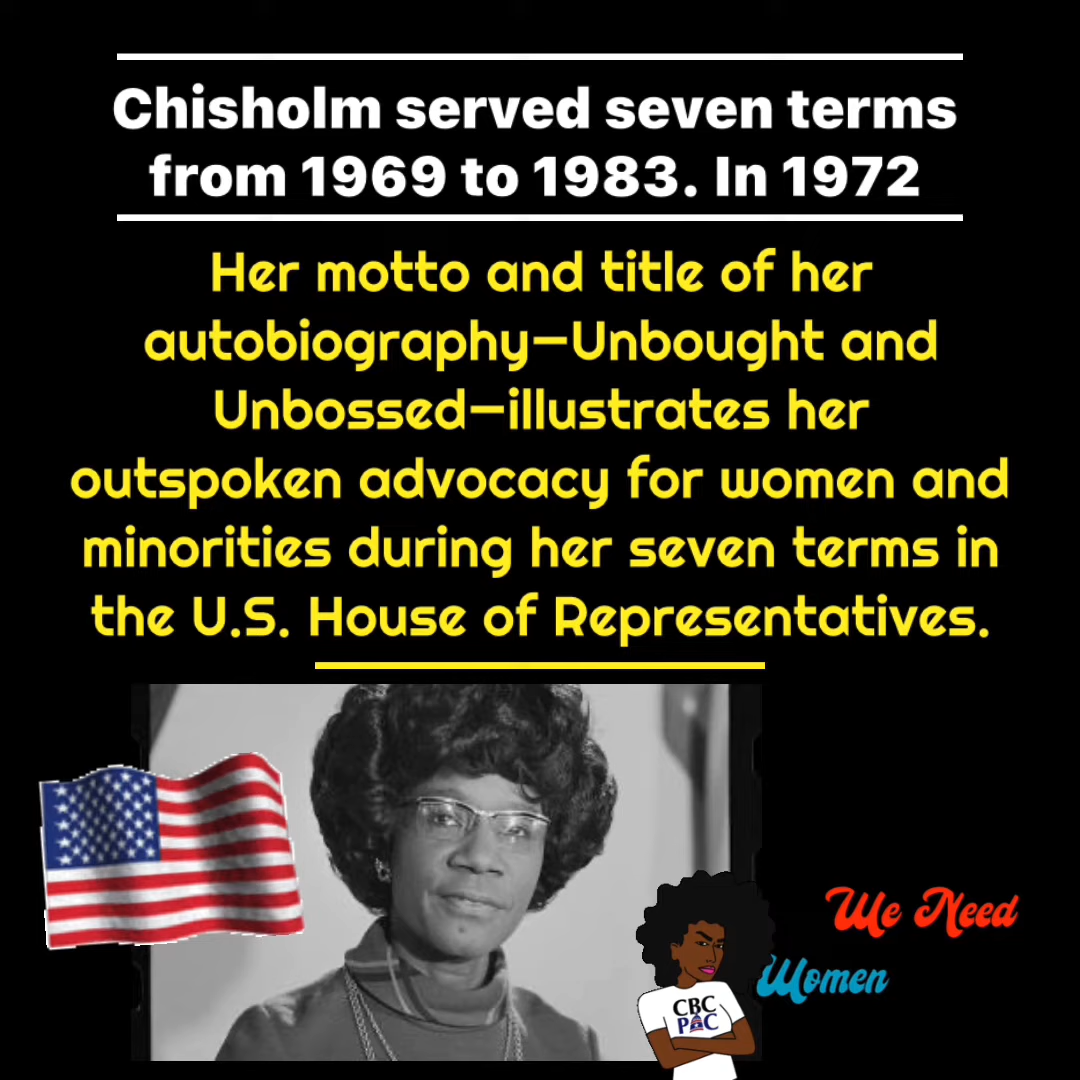 Chisholm served seven terms
from 1969 to 1983. In 1972
Her motto and title of her
autobiography—Unbought and
Unbossed—illustrates her
outspoken advocacy for women and
minorities during her seven terms in
the U.S. House of Representatives.
We Need
Women
CBC
PAC